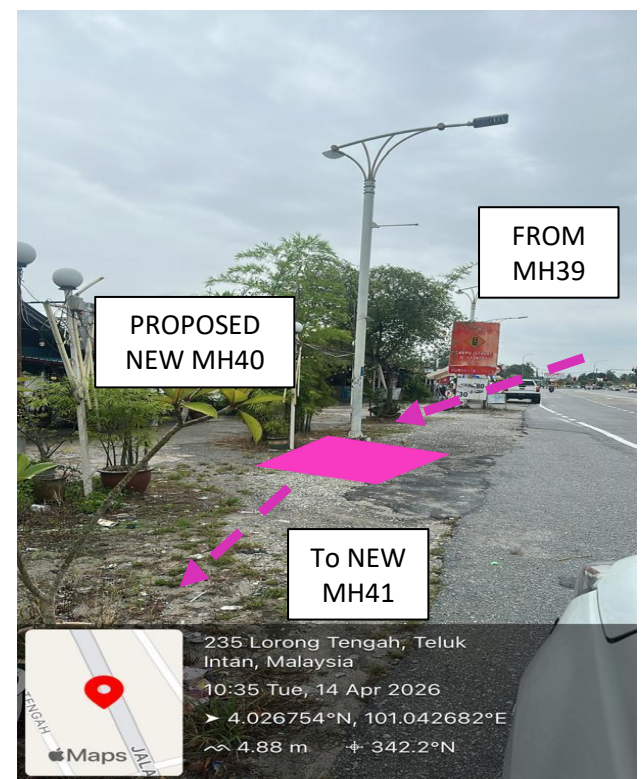 FROM
MH39
PROPOSED
NEW MH40
To NEW
MH41
235 Lorong Tengah, Teluk
Intan, Malaysia
10:35 Tue, 14 Apr 2026
4.026754°N, 101.042682°E
4.88 m
342.2°N
TENGAH
Maps
JALA